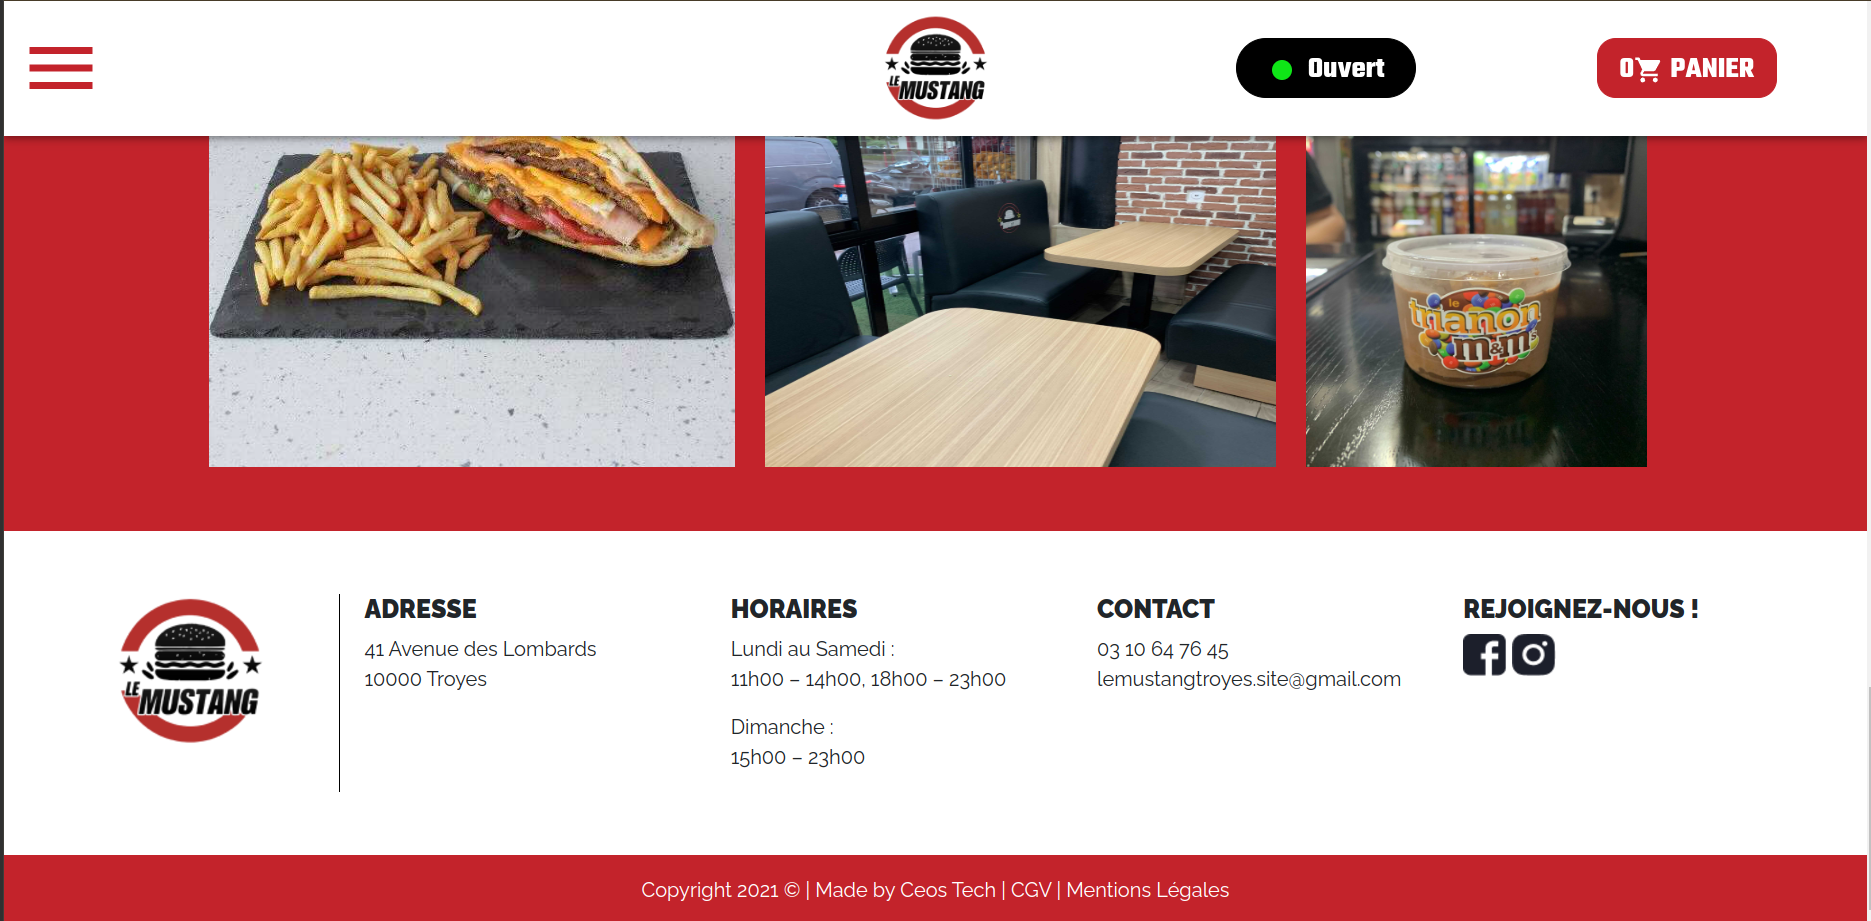 LE
MUSTANG
Ouvert
0 PANIER
le
trianon
m&m's
LE
MUSTANG
ADRESSE
41 Avenue des Lombards
10000 Troyes
HORAIRES
Lundi au Samedi :
11h00 – 14h00, 18h00 – 23h00
Dimanche :
15h00 – 23h00
CONTACT
03 10 64 76 45
lemustangtroyes.site@gmail.com
REJOIGNEZ-NOUS !
Copyright 2021 © | Made by Ceos Tech | CGV | Mentions Légales